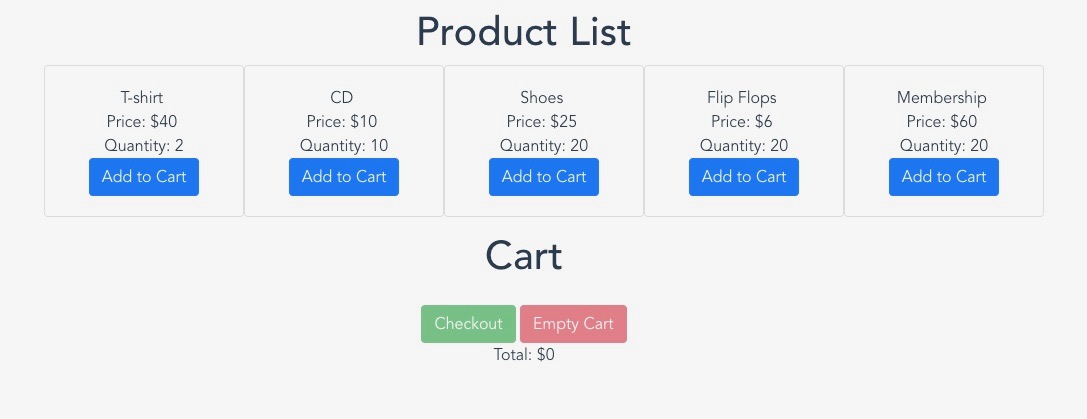 Product List
T-shirt
Price: $40
Quantity: 2
Add to Cart
CD
Price: $10
Quantity: 10
Add to Cart
Shoes
Price: $25
Quantity: 20
Add to Cart
Flip Flops
Price: $6
Quantity: 20
Add to Cart
Membership
Price: $60
Quantity: 20
Add to Cart
Cart
Checkout
Empty Cart
Total: $0